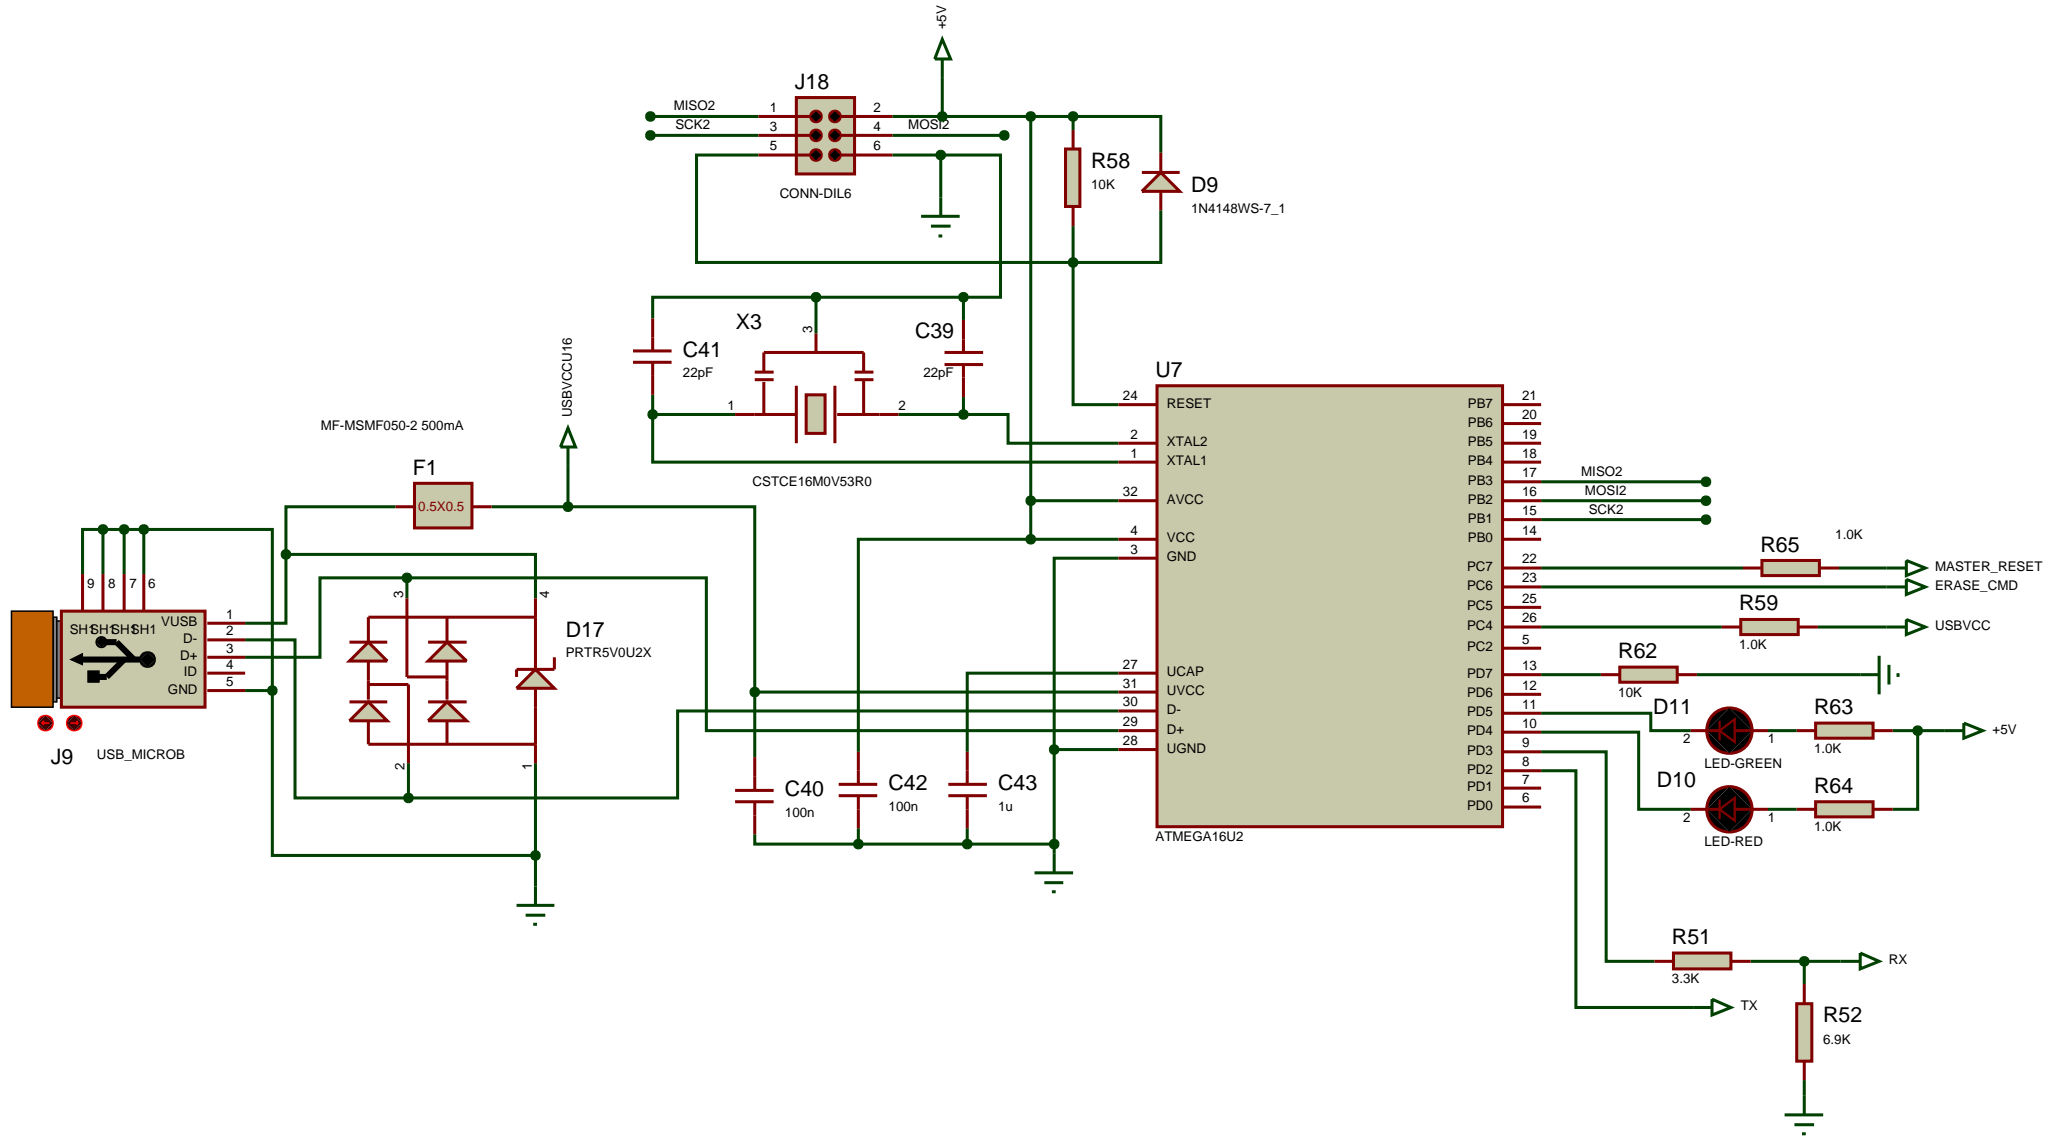 +5V
J18
MISO2
1
2
SCK2
3
4
MOSI2
5
6
CONN-DIL6
R58
10K
D9
1N4148WS-7_1
X3
3
C39
22pF
C41
22pF
1
2
CSTCE16M0V53R0
USBVCCU16
MF-MSMF050-2 500mA
F1
0.5X0.5
9
8
7
6
SH1
SH1
SH1
SH1
VUSB
1
D-
2
D+
3
ID
4
GND
5
J9
USB_MICROB
3
4
D17
PRTR5V0U2X
2
1
C40
100n
C42
100n
C43
1u
U7
24
RESET
2
XTAL2
1
XTAL1
32
AVCC
4
VCC
3
GND
27
UCAP
31
UVCC
30
D-
29
D+
28
UGND
ATMEGA16U2
PB7
21
PB6
20
PB5
19
PB4
18
PB3
17
MISO2
PB2
16
MOSI2
PB1
15
SCK2
PB0
14
PC7
22
R65
1.0K
MASTER_RESET
PC6
23
ERASE_CMD
PC5
25
PC4
26
R59
1.0K
USBVCC
PC2
5
PD7
13
R62
10K
PD6
12
PD5
11
PD4
10
PD3
9
PD2
8
PD1
7
PD0
6
D11
2
1
LED-GREEN
R63
1.0K
+5V
D10
2
1
LED-RED
R64
1.0K
R51
3.3K
RX
TX
R52
6.9K